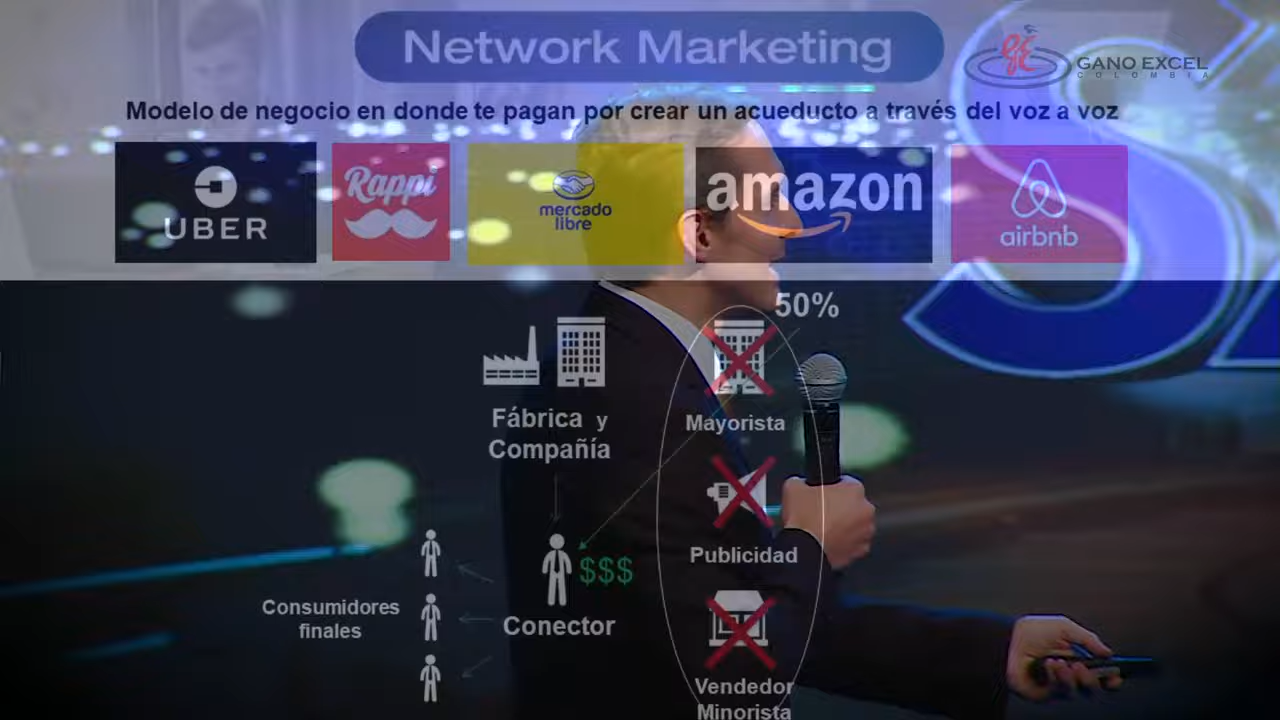 Network Marketing
GANO EXCEL
COLOMBIA
Modelo de negocio en donde te pagan por crear un acueducto a través del voz a voz
UBER
Rappi
mercado
libre
amazon
airbnb
50%
Fábrica y
Compañía
Mayorista
Publicidad
$$$
Consumidores
finales
Conector
Vendedor
Minorista